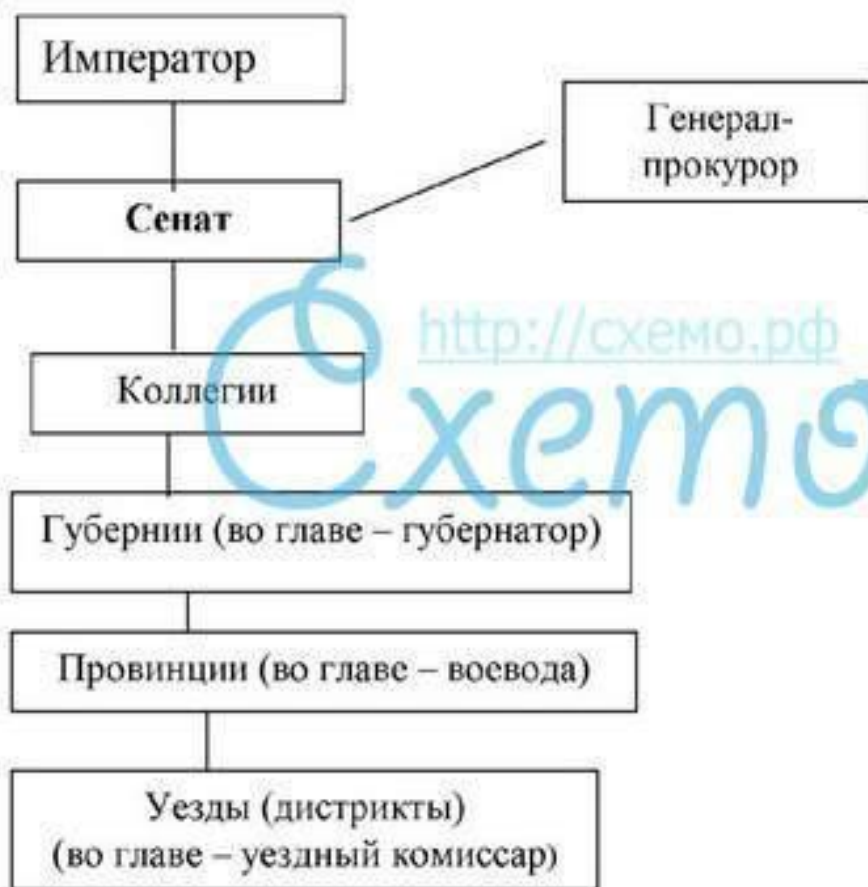 Император
Генерал-
прокурор
Сенат
http://схемо.рф
Схемо
Коллегии
Губернии (во главе – губернатор)
Провинции (во главе – воевода)
Уезды (дистрикты)
(во главе – уездный комиссар)